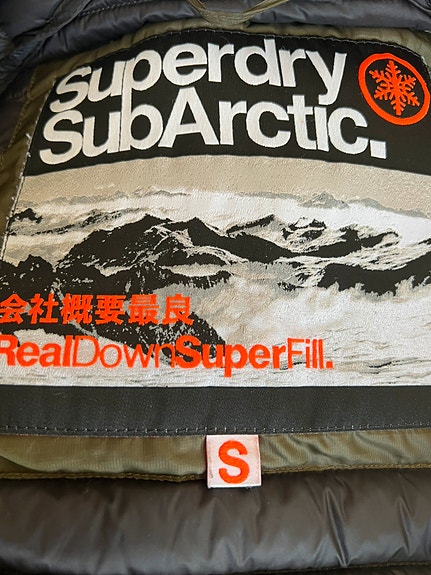 Superdry
SubArctic.
会社概要最良
RealDownSuperFill.
S